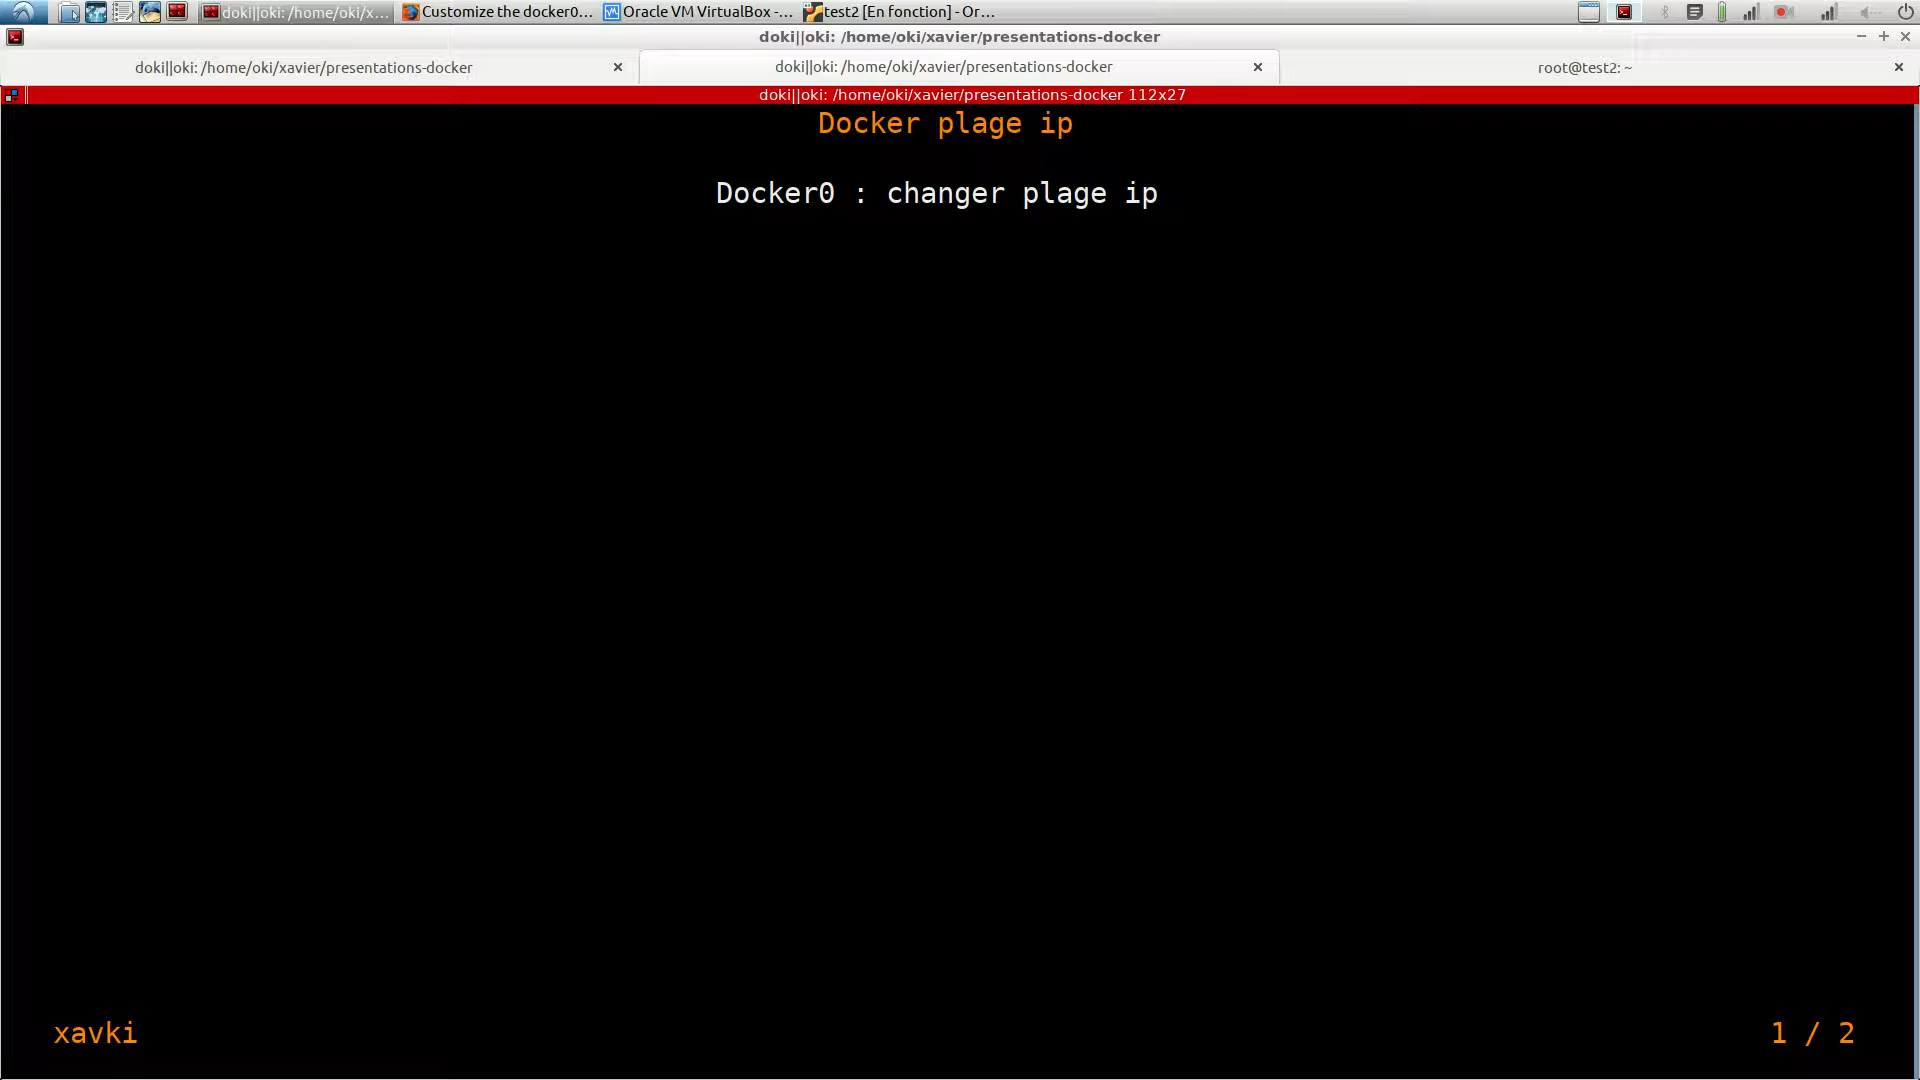 doki||oki: /home/oki/x...
Customize the docker0...
Oracle VM VirtualBox -...
test2 [En fonction] - Or...
doki||oki: /home/oki/xavier/presentations-docker
doki||oki: /home/oki/xavier/presentations-docker
doki||oki: /home/oki/xavier/presentations-docker
root@test2: ~
doki||oki: /home/oki/xavier/presentations-docker 112x27
Docker plage ip
Docker0 : changer plage ip
xavki
1 / 2